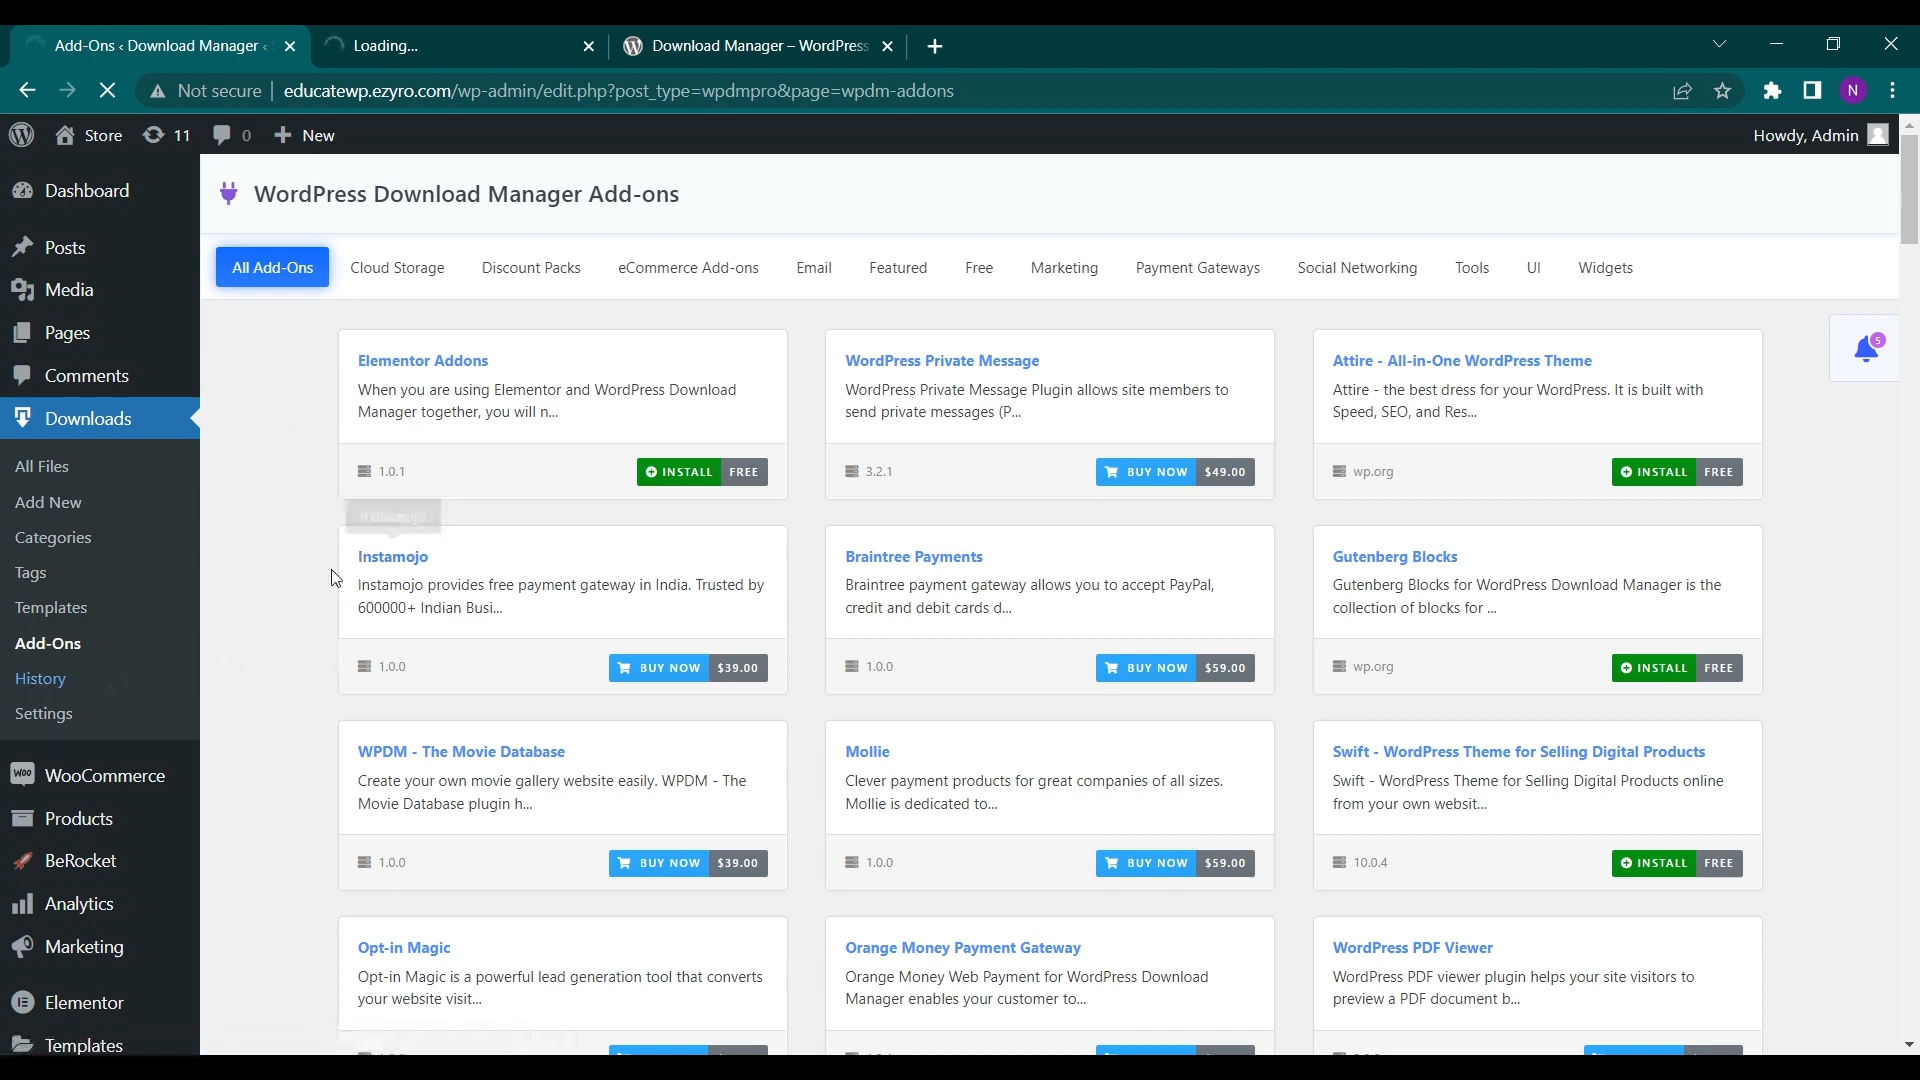 Add-Ons ‹ Download Manager ‹
Loading...
Download Manager – WordPress
Not secure
educatewp.ezyro.com/wp-admin/edit.php?post_type=wpdmpro&page=wpdm-addons
N
Store
11
0
New
Howdy, Admin
Dashboard
Posts
Media
Pages
Comments
Downloads
All Files
Add New
Categories
Tags
Templates
Add-Ons
History
Settings
WooCommerce
Products
BeRocket
Analytics
Marketing
Elementor
Templates
WordPress Download Manager Add-ons
All Add-Ons
Cloud Storage
Discount Packs
eCommerce Add-ons
Email
Featured
Free
Marketing
Payment Gateways
Social Networking
Tools
UI
Widgets
5
Elementor Addons
When you are using Elementor and WordPress Download
Manager together, you will n...
1.0.1
INSTALL FREE
WordPress Private Message
WordPress Private Message Plugin allows site members to
send private messages (P...
3.2.1
BUY NOW $49.00
Attire - All-in-One WordPress Theme
Attire - the best dress for your WordPress. It is built with
Speed, SEO, and Res...
wp.org
INSTALL FREE
Instamojo
Instamojo provides free payment gateway in India. Trusted by
600000+ Indian Busi...
1.0.0
BUY NOW $39.00
Braintree Payments
Braintree payment gateway allows you to accept PayPal,
credit and debit cards d...
1.0.0
BUY NOW $59.00
Gutenberg Blocks
Gutenberg Blocks for WordPress Download Manager is the
collection of blocks for ...
wp.org
INSTALL FREE
WPDM - The Movie Database
Create your own movie gallery website easily. WPDM - The
Movie Database plugin h...
1.0.0
BUY NOW $39.00
Mollie
Clever payment products for great companies of all sizes.
Mollie is dedicated to...
1.0.0
BUY NOW $59.00
Swift - WordPress Theme for Selling Digital Products
Swift - WordPress Theme for Selling Digital Products online
from your own websit...
10.0.4
INSTALL FREE
Opt-in Magic
Opt-in Magic is a powerful lead generation tool that converts
your website visit...
Orange Money Payment Gateway
Orange Money Web Payment for WordPress Download
Manager enables your customer to...
WordPress PDF Viewer
WordPress PDF viewer plugin helps your site visitors to
preview a PDF document b...